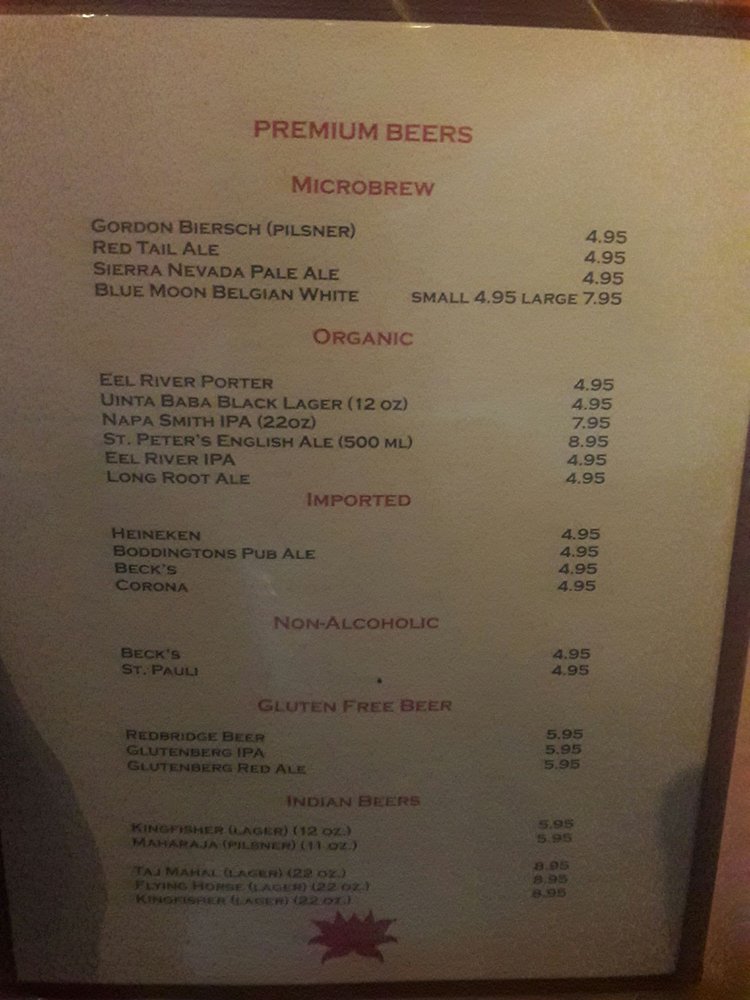 PREMIUM BEERS
MICROBREW
GORDON BIERSCH (PILSNER) 4.95
RED TAIL ALE 4.95
SIERRA NEVADA PALE ALE 4.95
BLUE MOON BELGIAN WHITE SMALL 4.95 LARGE 7.95
ORGANIC
EEL RIVER PORTER 4.95
UINTA BABA BLACK LAGER (12 OZ) 4.95
NAPA SMITH IPA (22OZ) 7.95
ST. PETER'S ENGLISH ALE (500 ML) 8.95
EEL RIVER IPA 4.95
LONG ROOT ALE 4.95
IMPORTED
HEINEKEN 4.95
BODDINGTONS PUB ALE 4.95
BECK'S 4.95
CORONA 4.95
NON-ALCOHOLIC
BECK'S 4.95
ST. PAULI 4.95
GLUTEN FREE BEER
REDBRIDGE BEER 5.95
GLUTENBERG IPA 5.95
GLUTENBERG RED ALE 5.95
INDIAN BEERS
KINGFISHER (LAGER) (12 OZ.) 5.95
MAHARAJA (PILSNER) (11 OZ.) 5.95
TAJ MAHAL (LAGER) (22 OZ.) 8.95
FLYING HORSE (LAGER) (22 OZ.) 8.95
KINGFISHER (LAGER) (22 OZ.) 8.95